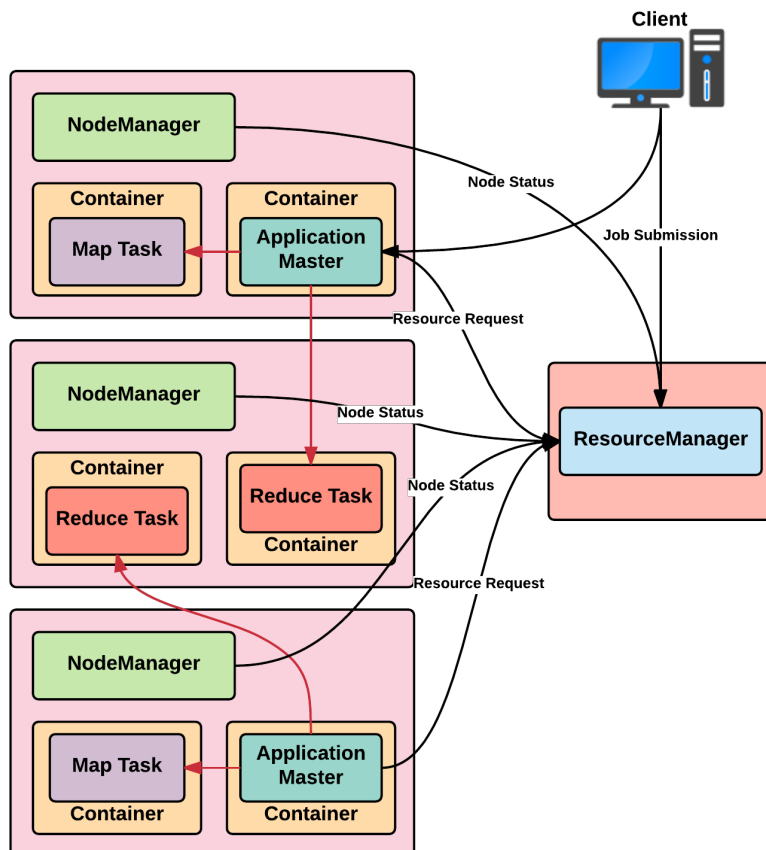 Client
NodeManager
Node Status
Container
Container
Map Task
Application
Master
Job Submission
Resource Request
NodeManager
Node Status
ResourceManager
Container
Reduce Task
Reduce Task
Container
Node Status
Resource Request
NodeManager
Map Task
Application
Master
Container
Container